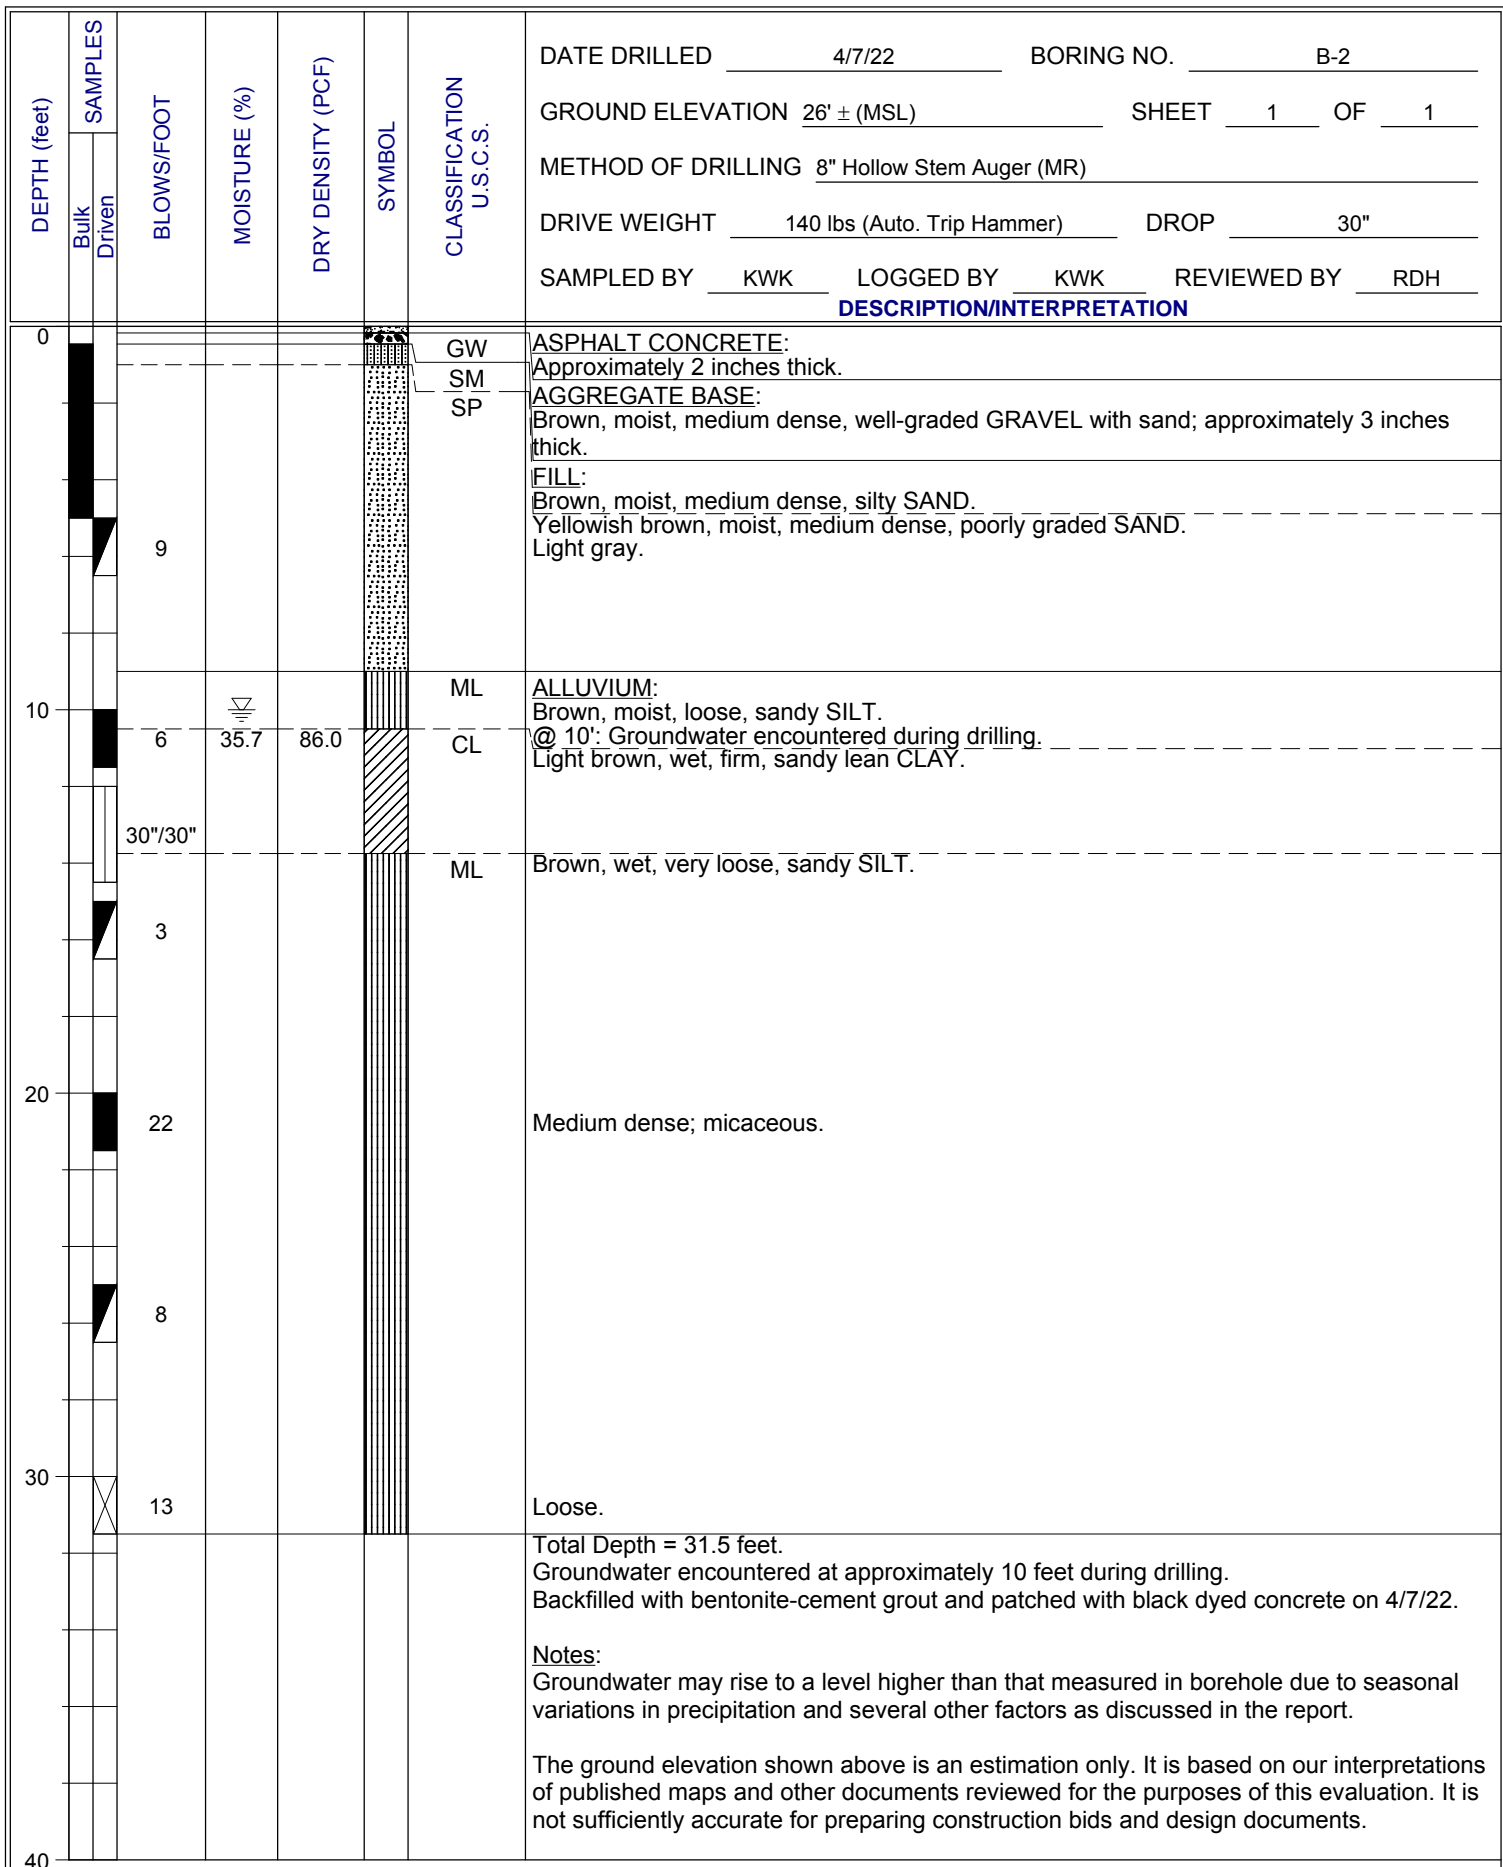 DEPTH (feet)
SAMPLES
Bulk
Driven
BLOWS/FOOT
MOISTURE (%)
DRY DENSITY (PCF)
SYMBOL
CLASSIFICATION
U.S.C.S.
DATE DRILLED 4/7/22 BORING NO. B-2
GROUND ELEVATION 26' ± (MSL) SHEET 1 OF 1
METHOD OF DRILLING 8" Hollow Stem Auger (MR)
DRIVE WEIGHT 140 lbs (Auto. Trip Hammer) DROP 30"
SAMPLED BY KWK LOGGED BY KWK REVIEWED BY RDH
DESCRIPTION/INTERPRETATION
0
GW
ASPHALT CONCRETE:
Approximately 2 inches thick.
SM
AGGREGATE BASE:
SP
Brown, moist, medium dense, well-graded GRAVEL with sand; approximately 3 inches
thick.
FILL:
Brown, moist, medium dense, silty SAND.
Yellowish brown, moist, medium dense, poorly graded SAND.
9
Light gray.
ML
ALLUVIUM:
10
Brown, moist, loose, sandy SILT.
6 35.7 86.0 CL
@ 10': Groundwater encountered during drilling.
Light brown, wet, firm, sandy lean CLAY.
30"/30"
ML
Brown, wet, very loose, sandy SILT.
3
20
22
Medium dense; micaceous.
8
30
13
Loose.
Total Depth = 31.5 feet.
Groundwater encountered at approximately 10 feet during drilling.
Backfilled with bentonite-cement grout and patched with black dyed concrete on 4/7/22.
Notes:
Groundwater may rise to a level higher than that measured in borehole due to seasonal
variations in precipitation and several other factors as discussed in the report.
The ground elevation shown above is an estimation only. It is based on our interpretations
of published maps and other documents reviewed for the purposes of this evaluation. It is
not sufficiently accurate for preparing construction bids and design documents.
40